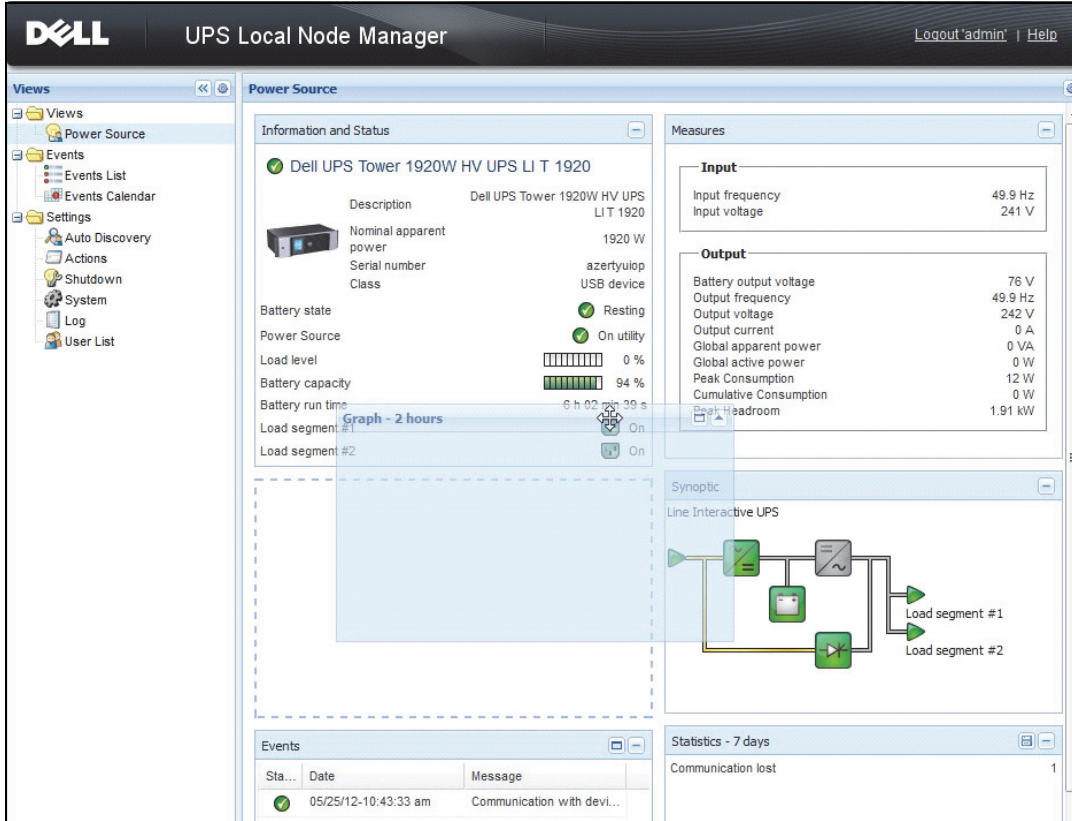 DELL
UPS Local Node Manager
Logout 'admin' | Help
Views
Views
Power Source
Events
Events List
Events Calendar
Settings
Auto Discovery
Actions
Shutdown
System
Log
User List
Power Source
Information and Status
Dell UPS Tower 1920W HV UPS LI T 1920
Description Dell UPS Tower 1920W HV UPS
LI T 1920
Nominal apparent
power 1920 W
Serial number azertyuiop
Class USB device
Battery state Resting
Power Source On utility
Load level 0 %
Battery capacity 94 %
Battery run time 6 h 02 min 39 s
Load segment #1 On
Load segment #2 On
Graph - 2 hours
Events
Sta... Date Message
05/25/12-10:43:33 am Communication with devi...
Measures
Input
Input frequency 49.9 Hz
Input voltage 241 V
Output
Battery output voltage 76 V
Output frequency 49.9 Hz
Output voltage 242 V
Output current 0 A
Global apparent power 0 VA
Global active power 0 W
Peak Consumption 12 W
Cumulative Consumption 0 W
Peak Headroom 1.91 kW
Synoptic
Line Interactive UPS
Load segment #1
Load segment #2
Statistics - 7 days
Communication lost 1